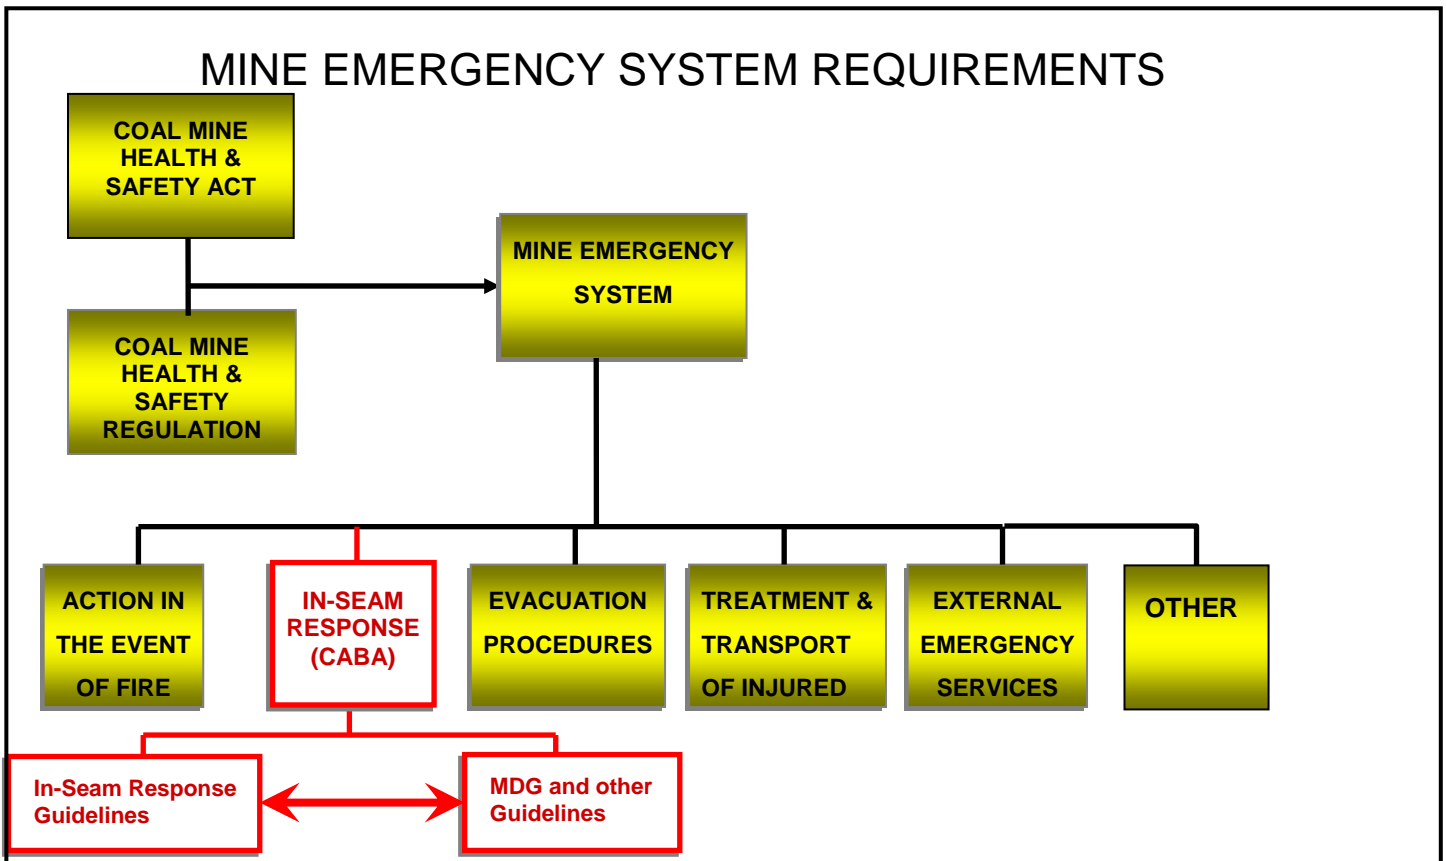 MINE EMERGENCY SYSTEM REQUIREMENTS
COAL MINE
HEALTH &
SAFETY ACT
MINE EMERGENCY
SYSTEM
COAL MINE
HEALTH &
SAFETY
REGULATION
ACTION IN
THE EVENT
OF FIRE
IN-SEAM
RESPONSE
(CABA)
EVACUATION
PROCEDURES
TREATMENT &
TRANSPORT
OF INJURED
EXTERNAL
EMERGENCY
SERVICES
OTHER
In-Seam Response
Guidelines
MDG and other
Guidelines